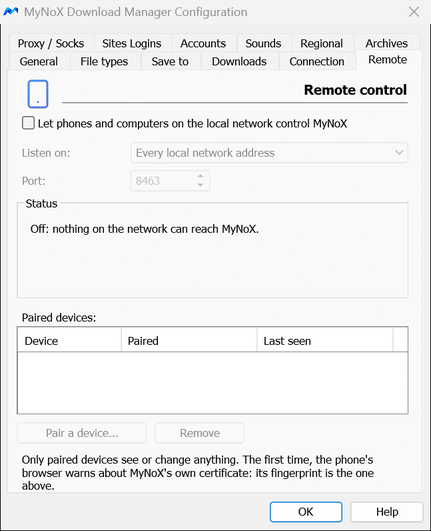 MyNoX Download Manager Configuration
Proxy / Socks Sites Logins Accounts Sounds Regional Archives
General File types Save to Downloads Connection Remote
Remote control
Let phones and computers on the local network control MyNoX
Listen on: Every local network address
Port: 8463
Status
Off: nothing on the network can reach MyNoX.
Paired devices:
Device Paired Last seen
Pair a device... Remove
Only paired devices see or change anything. The first time, the phone's
browser warns about MyNoX's own certificate: its fingerprint is the one
above.
OK Help